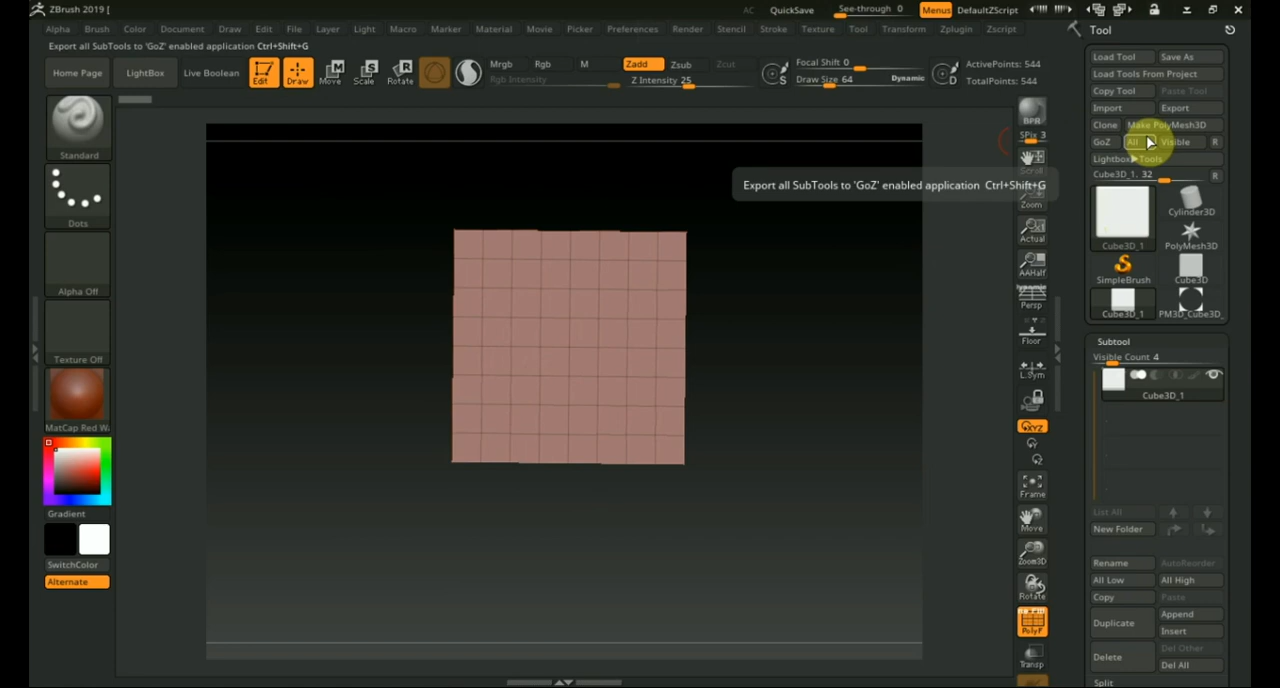 ZBrush 2019 [
AC QuickSave See-through 0 Menus DefaultZScript
Alpha Brush Color Document Draw Edit File Layer Light Macro Marker Material Movie Picker Preferences Render Stencil Stroke Texture Tool Transform Zplugin Zscript
Export all SubTools to 'GoZ' enabled application Ctrl+Shift+G
Home Page LightBox Live Boolean Edit Draw Move Scale Rotate
Mrgb Rgb M Zadd Zsub Zcut
Rgb Intensity Z Intensity 25
S Focal Shift 0
Draw Size 64 Dynamic
D ActivePoints: 544
TotalPoints: 544
Standard
Dots
Alpha Off
Texture Off
MatCap Red Wa
Gradient
SwitchColor
Alternate
Export all SubTools to 'GoZ' enabled application Ctrl+Shift+G
BPR
SPix 3
Scroll
Zoom
Actual
AAHalf
Dynamic
Persp
Floor
L.Sym
XYZ
Frame
Move
Zoom3D
Rotate
PolyF
Transp
Tool
Load Tool Save As
Load Tools From Project
Copy Tool Paste Tool
Import Export
Clone Make PolyMesh3D
GoZ All Visible R
Lightbox▶Tools
Cube3D_1. 32 R
Cube3D_1 Cylinder3D
PolyMesh3D
SimpleBrush Cube3D
Cube3D_1 PM3D_Cube3D_
Subtool
Visible Count 4
Cube3D_1
List All
New Folder
Rename AutoReorder
All Low All High
Copy Paste
Duplicate Append
Insert
Delete Del Other
Del All
Split